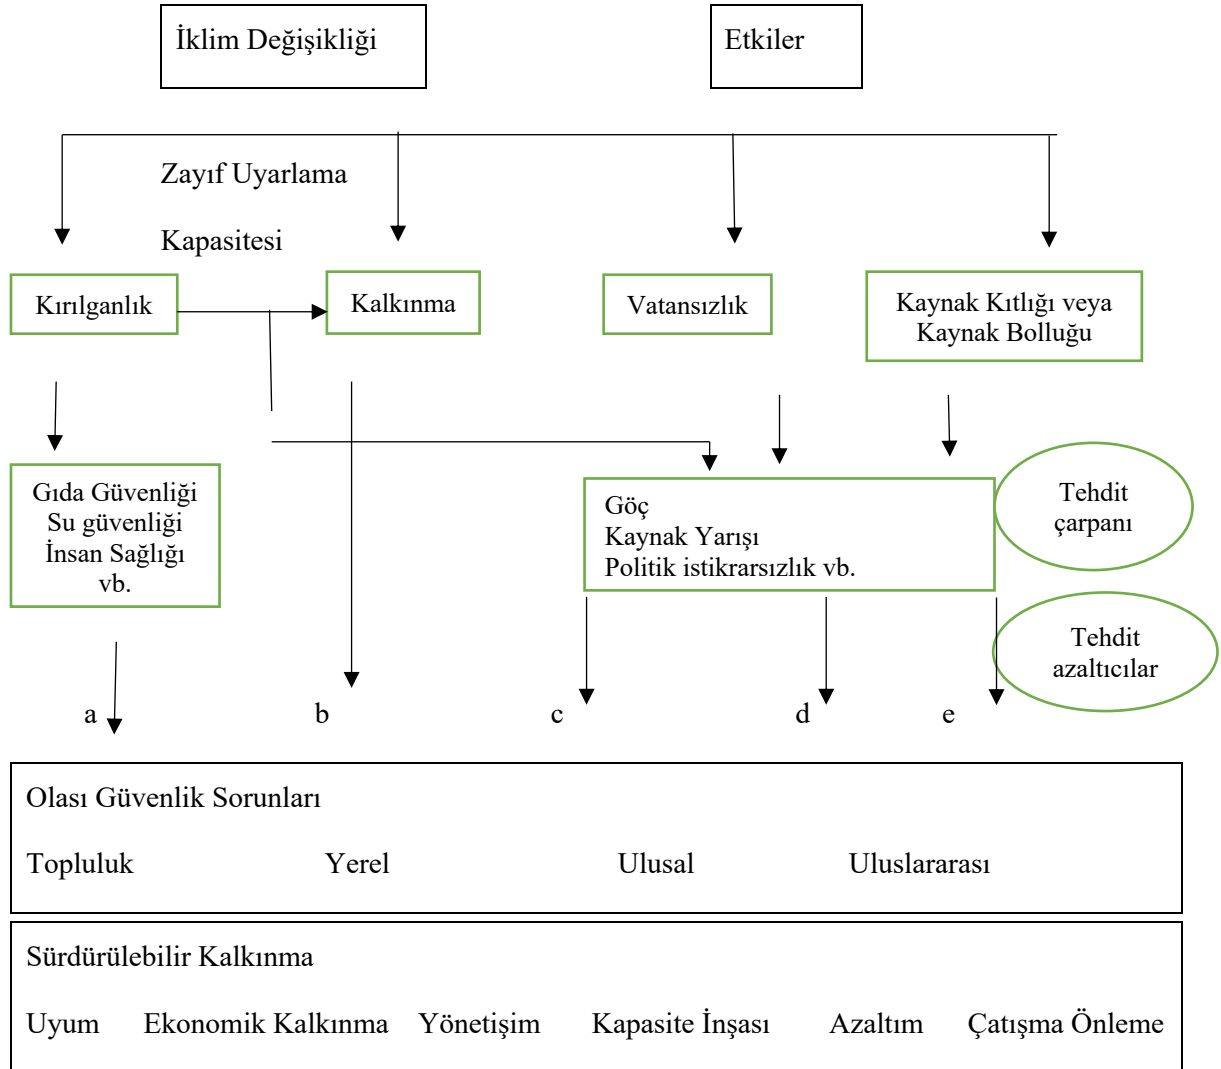 İklim Değişikliği
Etkiler
Zayıf Uyarlama
Kapasitesi
Kırılganlık
Kalkınma
Vatansızlık
Kaynak Kıtlığı veya
Kaynak Bolluğu
Gıda Güvenliği
Su güvenliği
İnsan Sağlığı
vb.
Göç
Kaynak Yarışı
Politik istikrarsızlık vb.
Tehdit
çarpanı
Tehdit
azaltıcılar
a b c d e
Olası Güvenlik Sorunları
Topluluk Yerel Ulusal Uluslararası
Sürdürülebilir Kalkınma
Uyum Ekonomik Kalkınma Yönetişim Kapasite İnşası Azaltım Çatışma Önleme